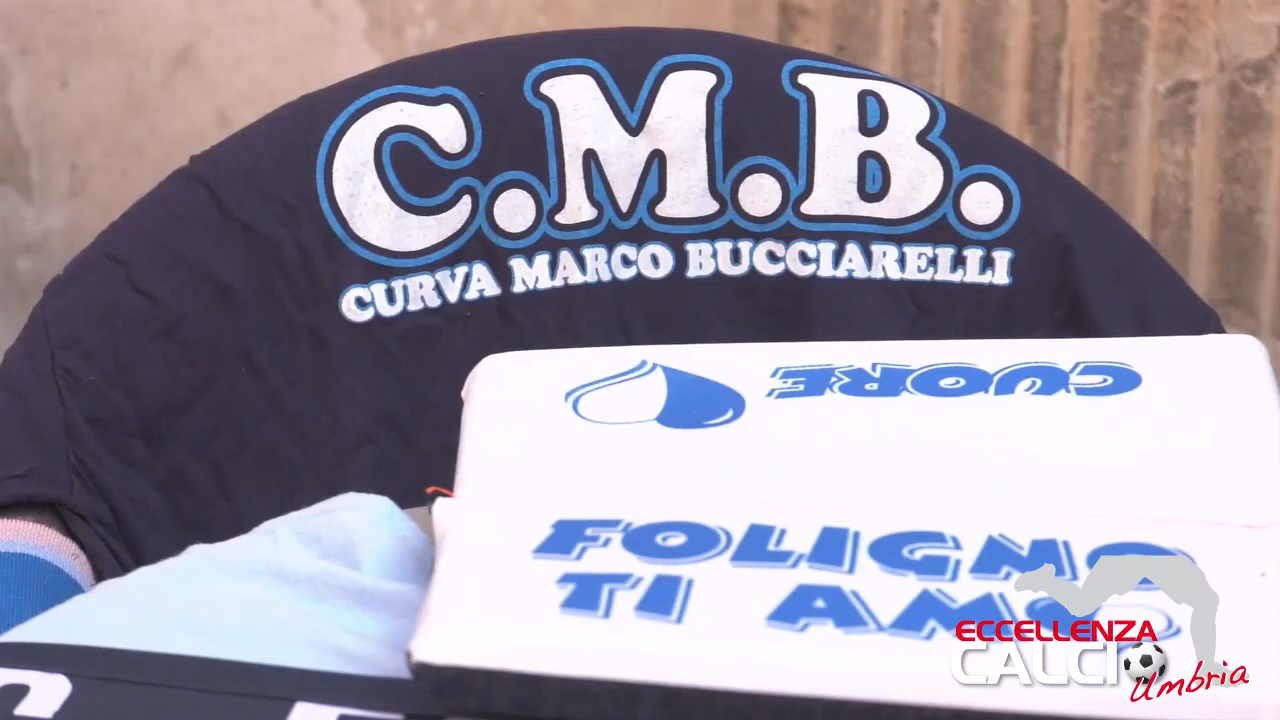 C.M.B.
CURVA MARCO BUCCIARELLI
CUORE
FOLIGNO
TI AMO
ECCELLENZA
CALCIO
Umbria